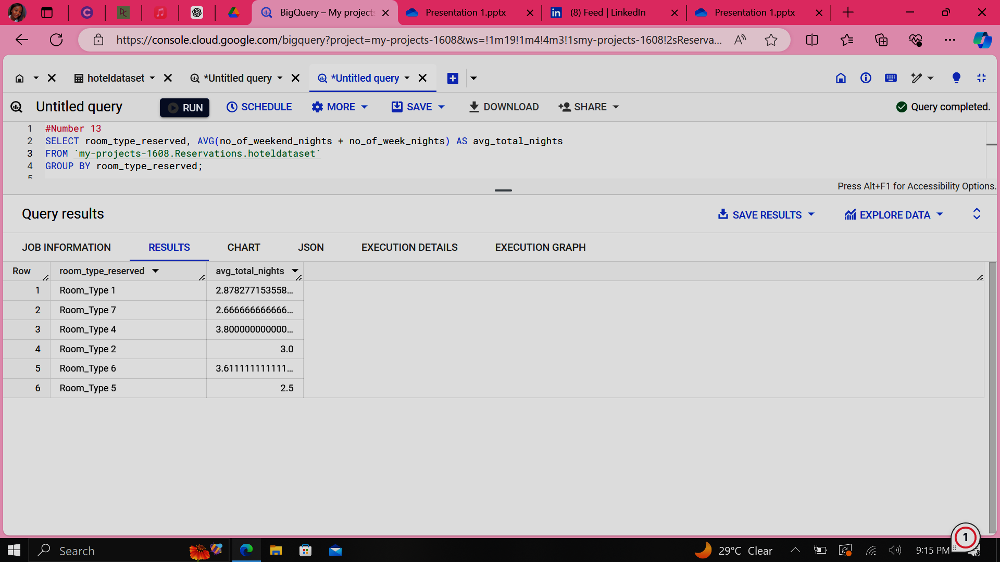 BigQuery – My projects
Presentation 1.pptx
(8) Feed | LinkedIn
Presentation 1.pptx
https://console.cloud.google.com/bigquery?project=my-projects-1608&ws=!1m19!1m4!4m3!1smy-projects-1608!2sReserva...
hoteldataset
*Untitled query
*Untitled query
Untitled query
RUN
SCHEDULE
MORE
SAVE
DOWNLOAD
SHARE
Query completed.
1 #Number 13
2 SELECT room_type_reserved, AVG(no_of_weekend_nights + no_of_week_nights) AS avg_total_nights
3 FROM `my-projects-1608.Reservations.hoteldataset`
4 GROUP BY room_type_reserved;
5
Press Alt+F1 for Accessibility Options.
Query results
SAVE RESULTS
EXPLORE DATA
JOB INFORMATION
RESULTS
CHART
JSON
EXECUTION DETAILS
EXECUTION GRAPH
Row room_type_reserved avg_total_nights
1 Room_Type 1 2.878277153558...
2 Room_Type 7 2.666666666666...
3 Room_Type 4 3.800000000000...
4 Room_Type 2 3.0
5 Room_Type 6 3.611111111111...
6 Room_Type 5 2.5
1
Search
29°C Clear
9:15 PM